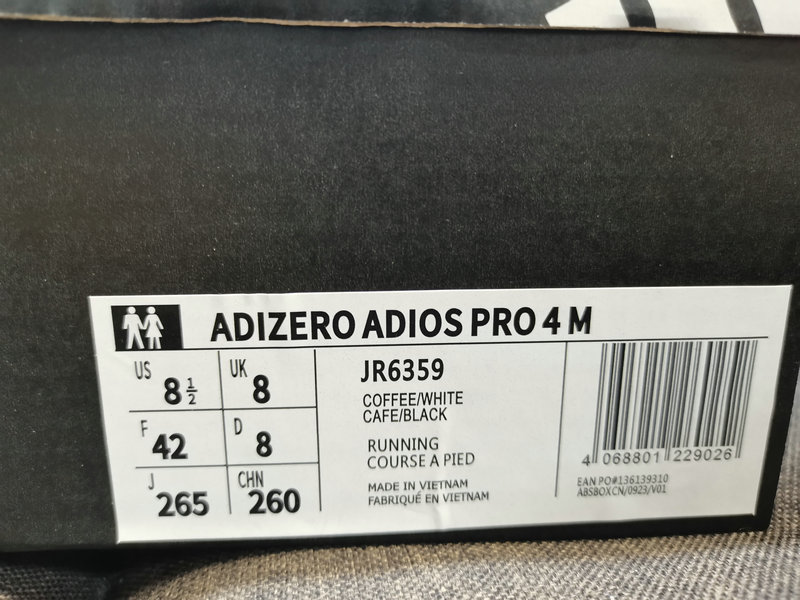 ADIZERO ADIOS PRO 4 M
US 8 1/2
UK 8
F 42
D 8
J 265
CHN 260
JR6359
COFFEE/WHITE
CAFE/BLACK
RUNNING
COURSE A PIED
MADE IN VIETNAM
FABRIQUÉ EN VIETNAM
4 068801 229026
EAN PO#136139310
ABSBOXCN/0923/V01